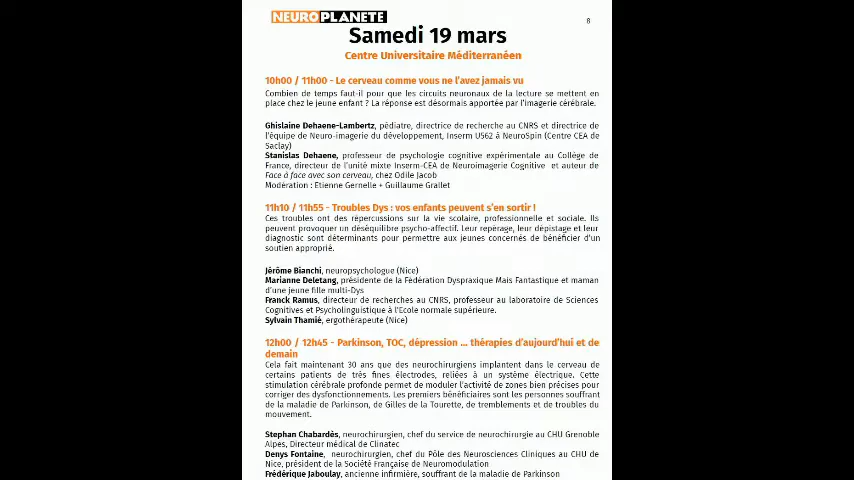 NEUROPLANETE
8
Samedi 19 mars
Centre Universitaire Méditerranéen
10h00 / 11h00 - Le cerveau comme vous ne l'avez jamais vu
Combien de temps faut-il pour que les circuits neuronaux de la lecture se mettent en
place chez le jeune enfant ? La réponse est désormais apportée par l'imagerie cérébrale.
Ghislaine Dehaene-Lambertz, pédiatre, directrice de recherche au CNRS et directrice de
l'équipe de Neuro-imagerie du développement, Inserm U562 à NeuroSpin (Centre CEA de
Saclay)
Stanislas Dehaene, professeur de psychologie cognitive expérimentale au Collège de
France, directeur de l'unité mixte Inserm-CEA de Neuroimagerie Cognitive et auteur de
Face à face avec son cerveau, chez Odile Jacob
Modération : Etienne Gernelle + Guillaume Grallet
11h10 / 11h55 - Troubles Dys : vos enfants peuvent s'en sortir !
Ces troubles ont des répercussions sur la vie scolaire, professionnelle et sociale. Ils
peuvent provoquer un déséquilibre psycho-affectif. Leur repérage, leur dépistage et leur
diagnostic sont déterminants pour permettre aux jeunes concernés de bénéficier d'un
soutien approprié.
Jérôme Bianchi, neuropsychologue (Nice)
Marianne Deletang, présidente de la Fédération Dyspraxique Mais Fantastique et maman
d'une jeune fille multi-Dys
Franck Ramus, directeur de recherches au CNRS, professeur au laboratoire de Sciences
Cognitives et Psycholinguistique à l'Ecole normale supérieure.
Sylvain Thamié, ergothérapeute (Nice)
12h00 / 12h45 - Parkinson, TOC, dépression ... thérapies d'aujourd'hui et de
demain
Cela fait maintenant 30 ans que des neurochirurgiens implantent dans le cerveau de
certains patients de très fines électrodes, reliées à un système électrique. Cette
stimulation cérébrale profonde permet de moduler l'activité de zones bien précises pour
corriger des dysfonctionnements. Les premiers bénéficiaires sont les personnes souffrant
de la maladie de Parkinson, de Gilles de la Tourette, de tremblements et de troubles du
mouvement.
Stephan Chabardès, neurochirurgien, chef du service de neurochirurgie au CHU Grenoble
Alpes, Directeur médical de Clinatec
Denys Fontaine, neurochirurgien, chef du Pôle des Neurosciences Cliniques au CHU de
Nice, président de la Société Française de Neuromodulation
Frédérique Jaboulay, ancienne infirmière, souffrant de la maladie de Parkinson